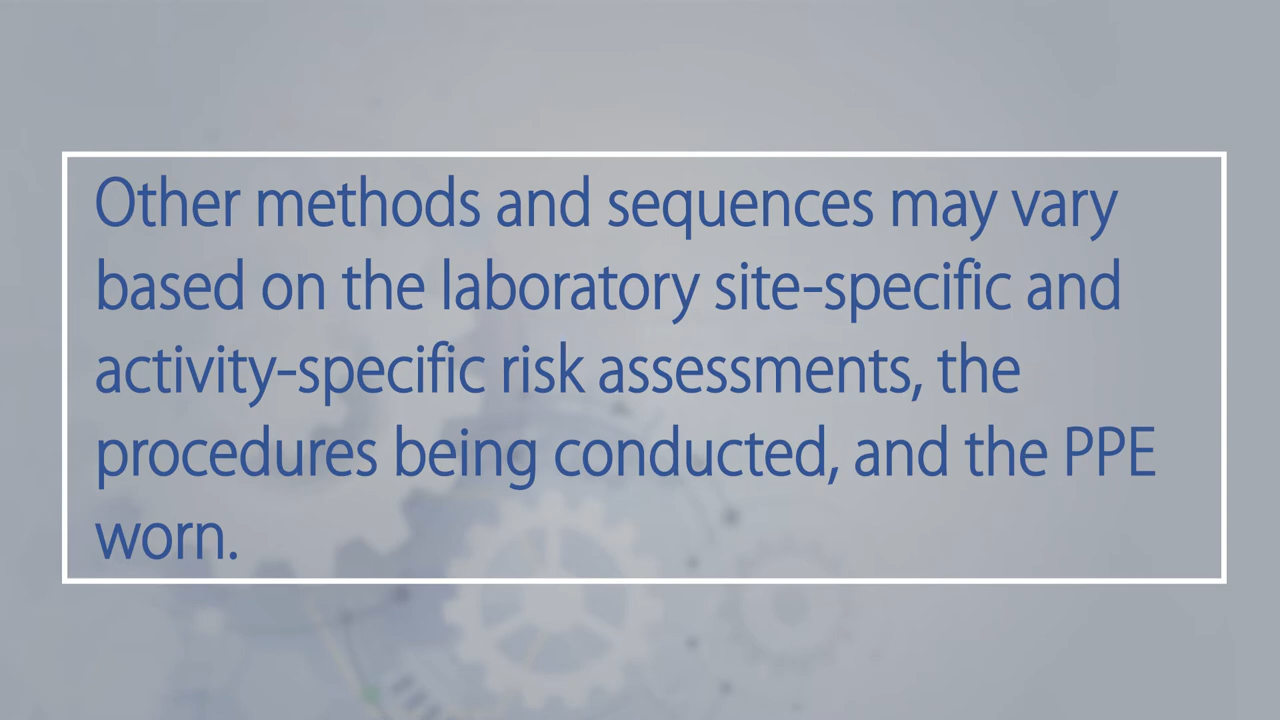 Other methods and sequences may vary
based on the laboratory site-specific and
activity-specific risk assessments, the
procedures being conducted, and the PPE
worn.